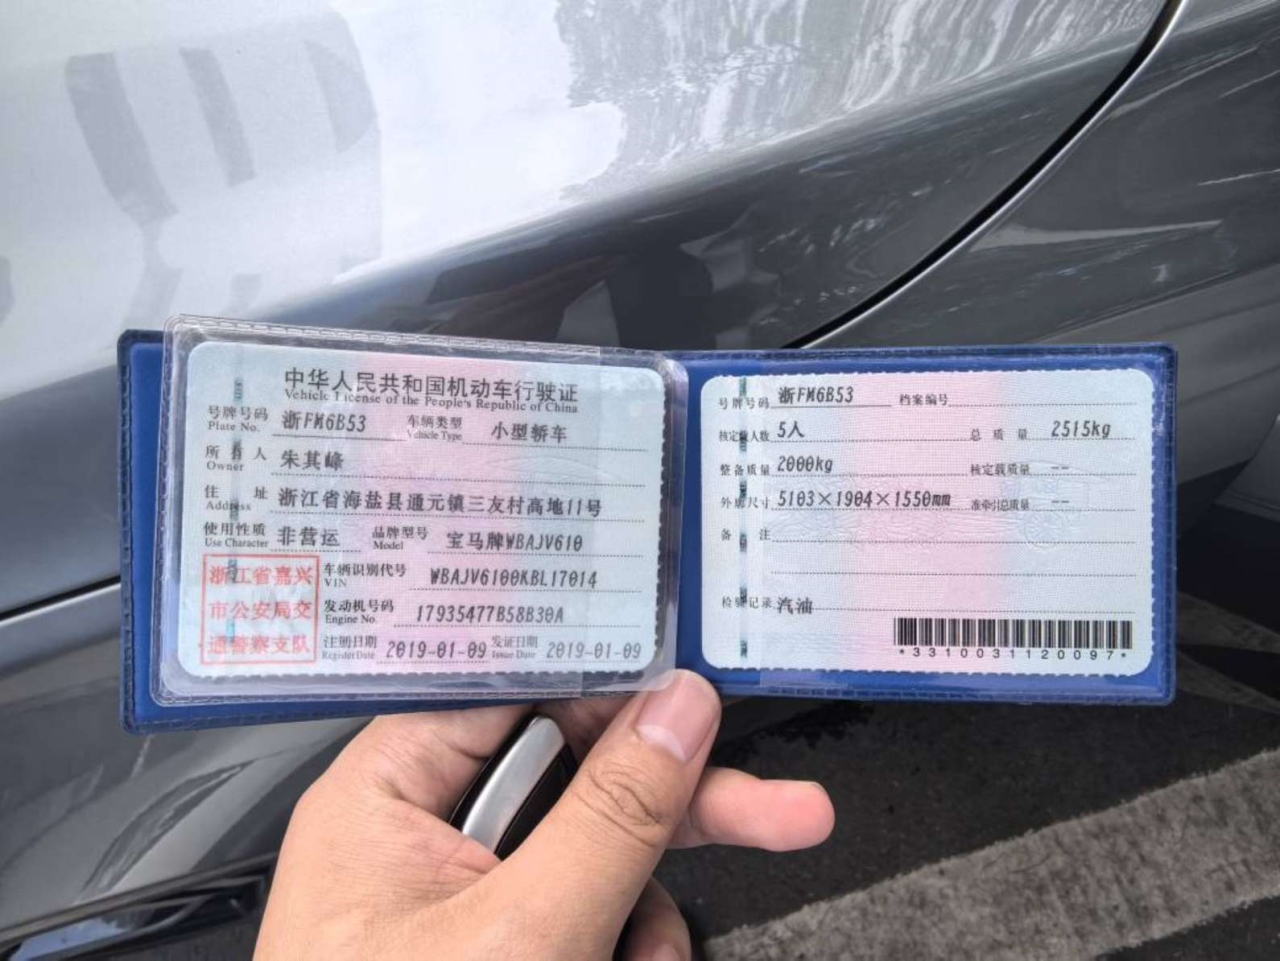 中华人民共和国机动车行驶证
Vehicle License of the People's Republic of China
号牌号码 浙FM6B53 车辆类型 小型轿车
Plate No. Vehicle Type
所有人 朱其峰
Owner
住址 浙江省海盐县通元镇三友村高地11号
Address
使用性质 非营运 品牌型号 宝马牌WBAJV610
Use Character Model
浙江省嘉兴
市公安局交
通警察支队
车辆识别代号 WBAJV6100KBL17014
VIN
发动机号码 17935477B58B30A
Engine No.
注册日期 2019-01-09 发证日期 2019-01-09
Register Date Issue Date
号牌号码 浙FM6B53 档案编号
核定载人数 5人 总质量 2515kg
整备质量 2000kg 核定载质量 --
外廓尺寸 5103×1904×1550mm 准牵引总质量 --
备注
检验记录 汽油
*3310031120097*